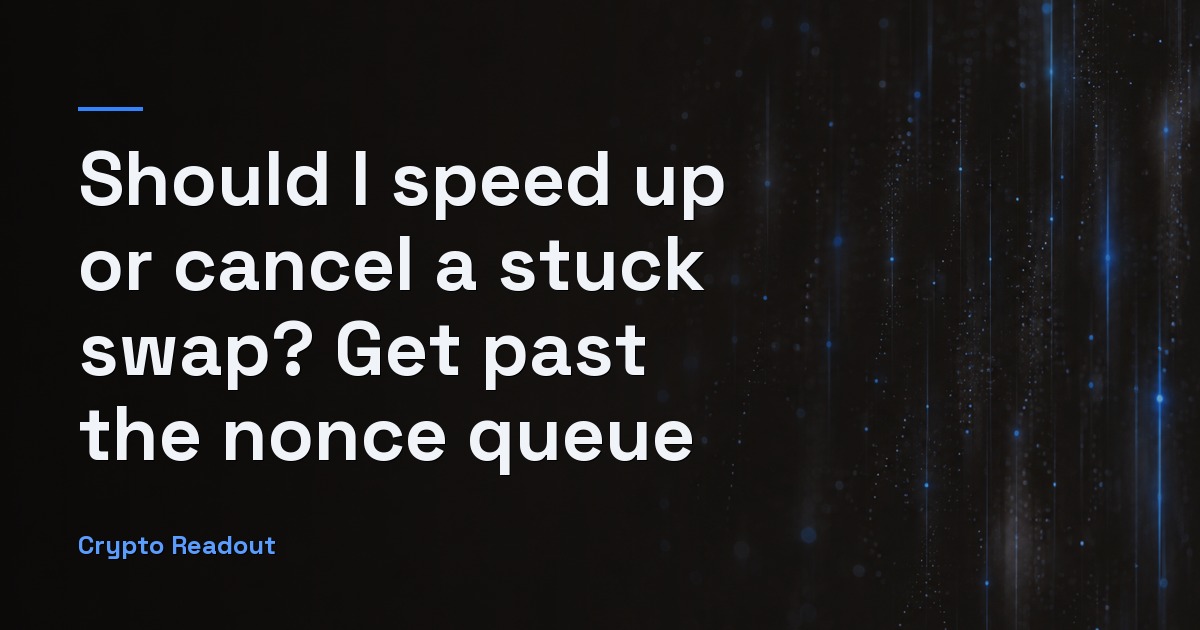 Should I speed up
or cancel a stuck
swap? Get past
the nonce queue
Crypto Readout